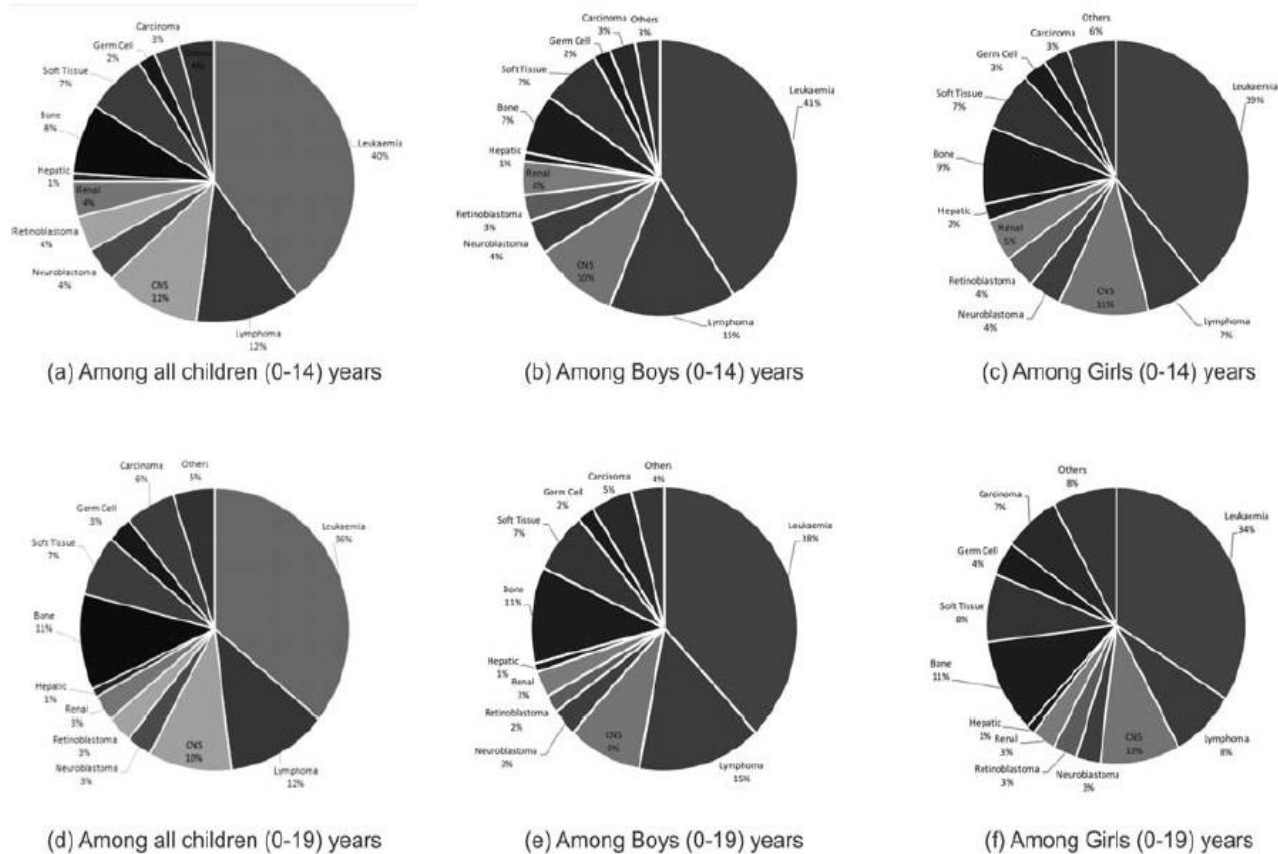 Carcinoma
3%
Germ Cell
2%
Soft Tissue
7%
Bone
8%
Hepatic
1%
Renal
4%
Retinoblastoma
4%
Neuroblastoma
4%
CNS
11%
Lymphoma
12%
Leukaemia
40%
Others
4%
(a) Among all children (0-14) years
Carcinoma
3%
Others
3%
Germ Cell
2%
Soft Tissue
7%
Bone
7%
Hepatic
1%
Renal
4%
Retinoblastoma
3%
Neuroblastoma
4%
CNS
10%
Lymphoma
15%
Leukaemia
41%
(b) Among Boys (0-14) years
Others
6%
Carcinoma
3%
Germ Cell
3%
Soft Tissue
7%
Bone
9%
Hepatic
2%
Renal
5%
Retinoblastoma
4%
Neuroblastoma
4%
CNS
11%
Lymphoma
7%
Leukaemia
39%
(c) Among Girls (0-14) years
Carcinoma
6%
Others
5%
Germ Cell
3%
Soft Tissue
7%
Bone
11%
Hepatic
1%
Renal
3%
Retinoblastoma
3%
Neuroblastoma
3%
CNS
10%
Lymphoma
12%
Leukaemia
36%
(d) Among all children (0-19) years
Others
4%
Carcinoma
5%
Germ Cell
2%
Soft Tissue
7%
Bone
11%
Hepatic
1%
Renal
Retinoblastoma
2%
Neuroblastoma
CNS
9%
Lymphoma
15%
Leukaemia
38%
(e) Among Boys (0-19) years
Others
8%
Carcinoma
7%
Germ Cell
4%
Soft Tissue
8%
Bone
11%
Hepatic
1%
Renal
3%
Retinoblastoma
3%
Neuroblastoma
3%
CNS
Lymphoma
8%
Leukaemia
34%
(f) Among Girls (0-19) years